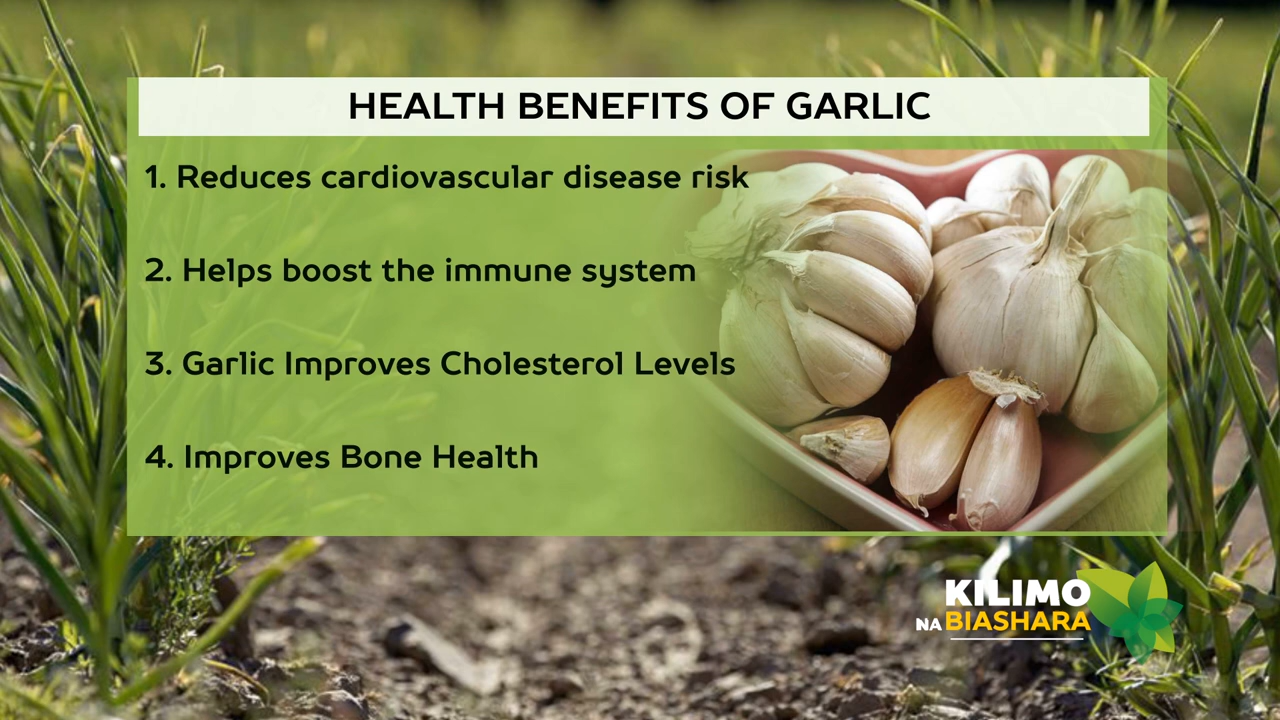 HEALTH BENEFITS OF GARLIC
1. Reduces cardiovascular disease risk
2. Helps boost the immune system
3. Garlic Improves Cholesterol Levels
4. Improves Bone Health
KILIMO
NA BIASHARA